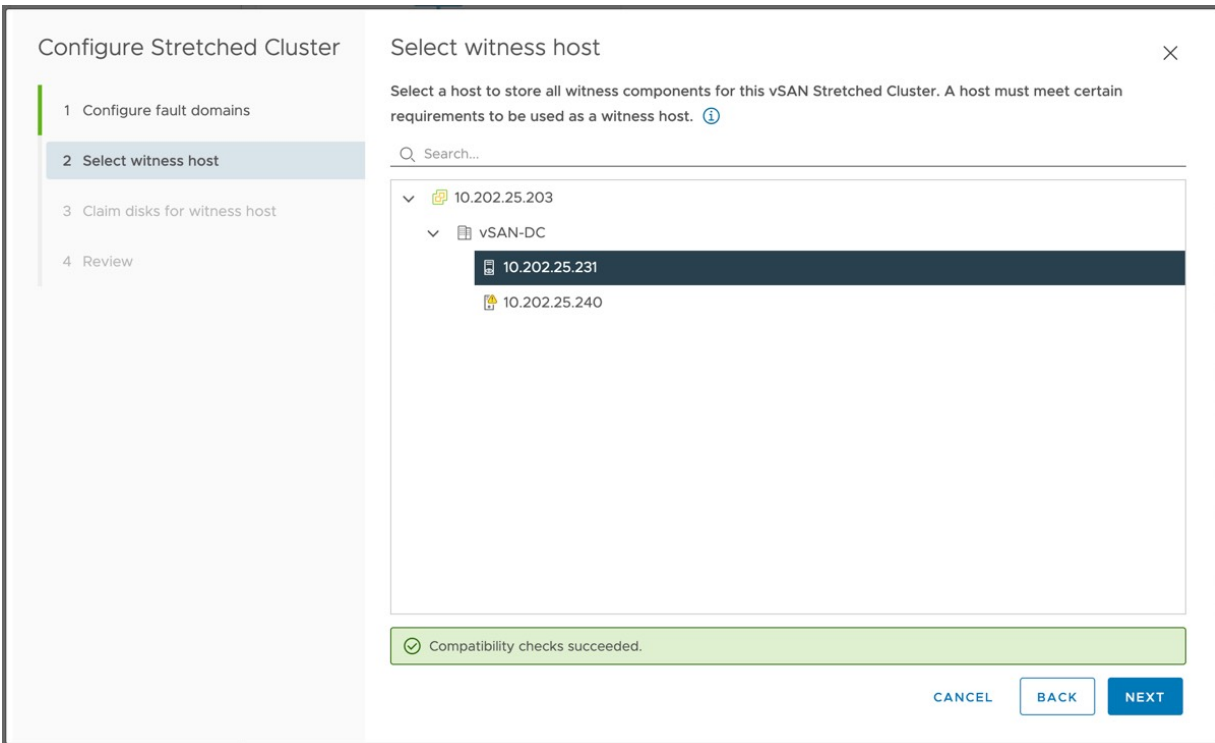 Configure Stretched Cluster
1 Configure fault domains
2 Select witness host
3 Claim disks for witness host
4 Review
Select witness host
Select a host to store all witness components for this vSAN Stretched Cluster. A host must meet certain
requirements to be used as a witness host.
Search...
10.202.25.203
vSAN-DC
10.202.25.231
10.202.25.240
Compatibility checks succeeded.
CANCEL
BACK
NEXT